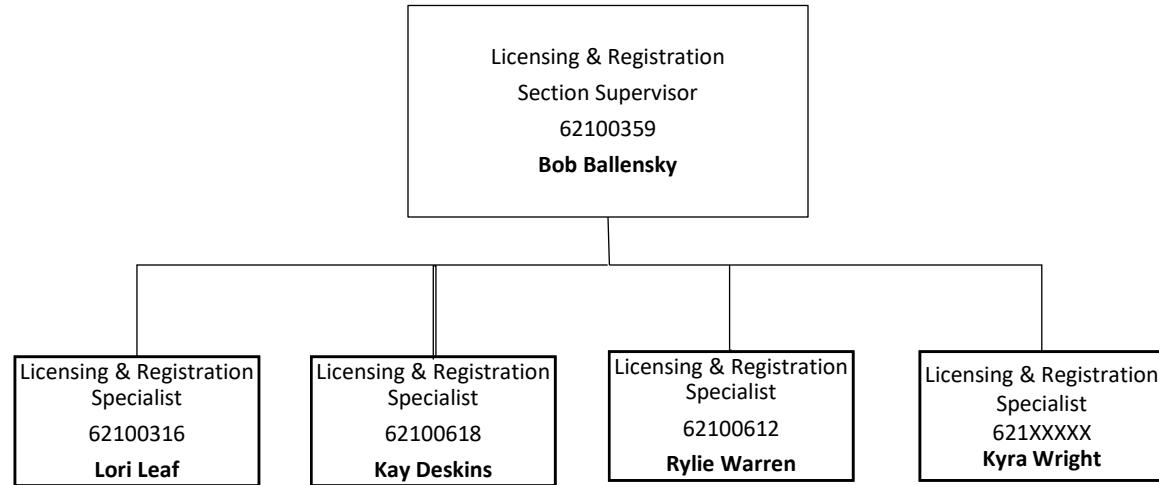 Licensing & Registration
Section Supervisor
62100359
Bob Ballensky
Licensing & Registration
Specialist
62100316
Lori Leaf
Licensing & Registration
Specialist
62100618
Kay Deskins
Licensing & Registration
Specialist
62100612
Rylie Warren
Licensing & Registration
Specialist
621XXXXX
Kyra Wright